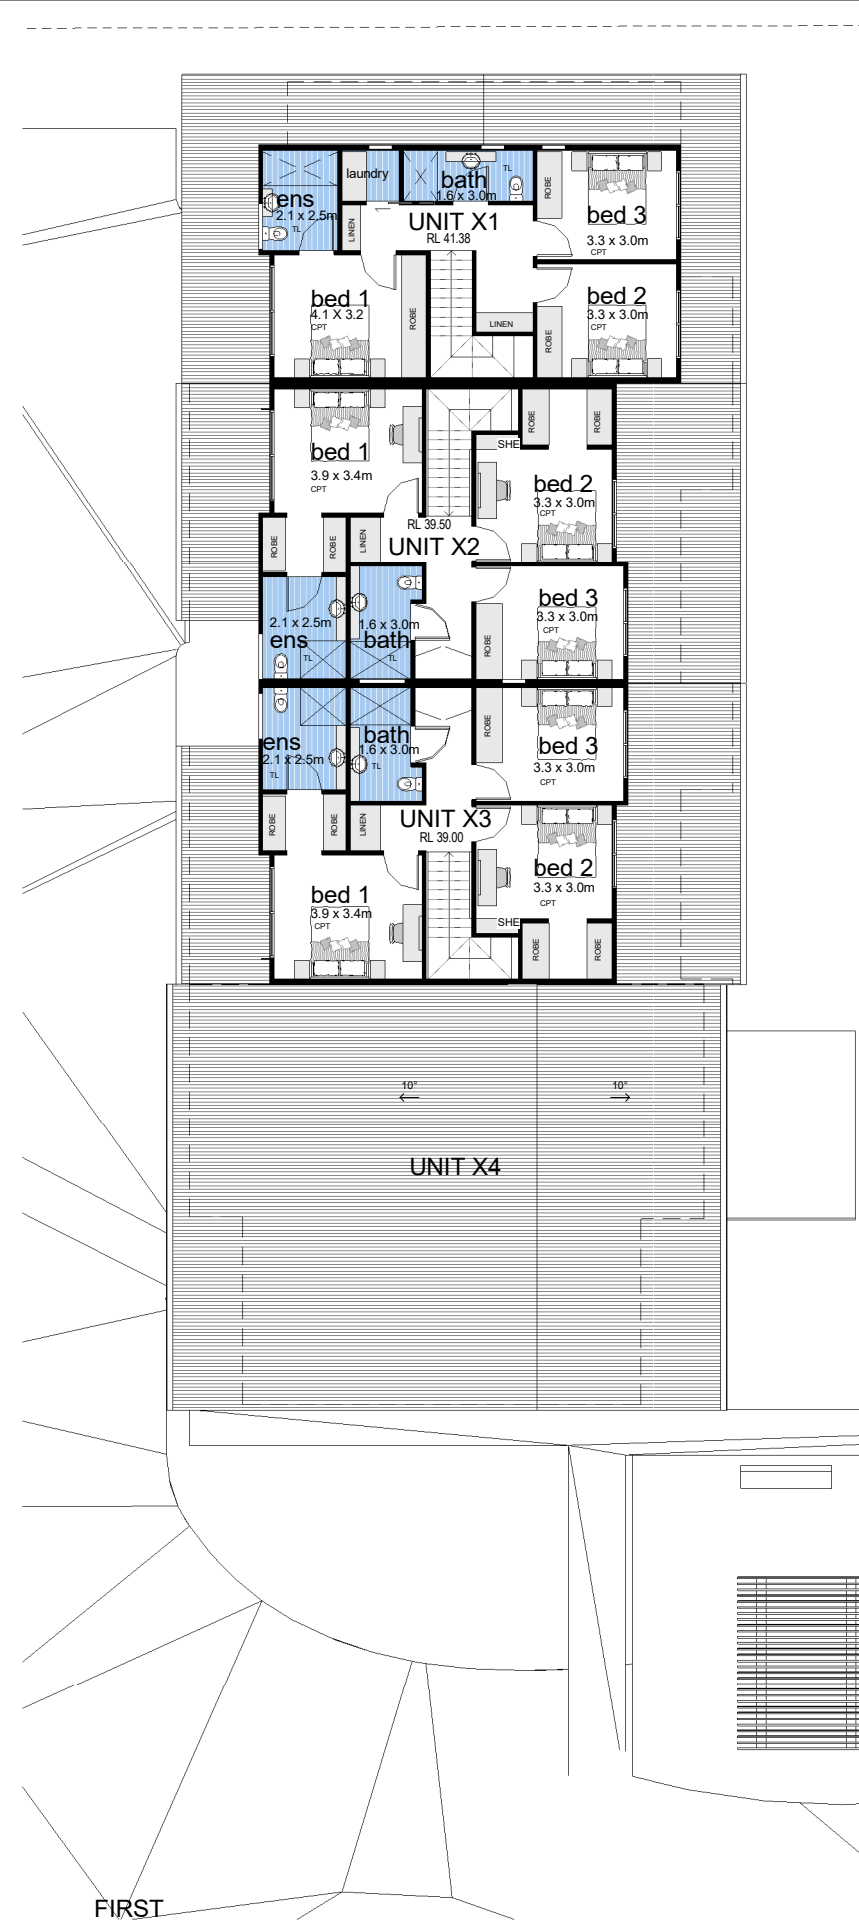 laundry
TL
bath
1.6 x 3.0m
ens
2.1 x 2.5m
TL
ROBE
bed 3
3.3 x 3.0m
CPT
LINEN
UNIT X1
RL 41.38
bed 1
4.1 X 3.2
CPT
ROBE
LINEN
bed 2
3.3 x 3.0m
CPT
ROBE
bed 1
3.9 x 3.4m
CPT
ROBE
ROBE
SHE
bed 2
3.3 x 3.0m
CPT
RL 39.50
UNIT X2
ROBE
ROBE
LINEN
2.1 x 2.5m
ens
TL
1.6 x 3.0m
bath
TL
bed 3
3.3 x 3.0m
CPT
ROBE
ens
2.1 x 2.5m
TL
bath
1.6 x 3.0m
TL
ROBE
bed 3
3.3 x 3.0m
CPT
ROBE
ROBE
LINEN
UNIT X3
RL 39.00
bed 2
3.3 x 3.0m
CPT
bed 1
3.9 x 3.4m
CPT
SHE
ROBE
ROBE
10°
10°
UNIT X4
FIRST